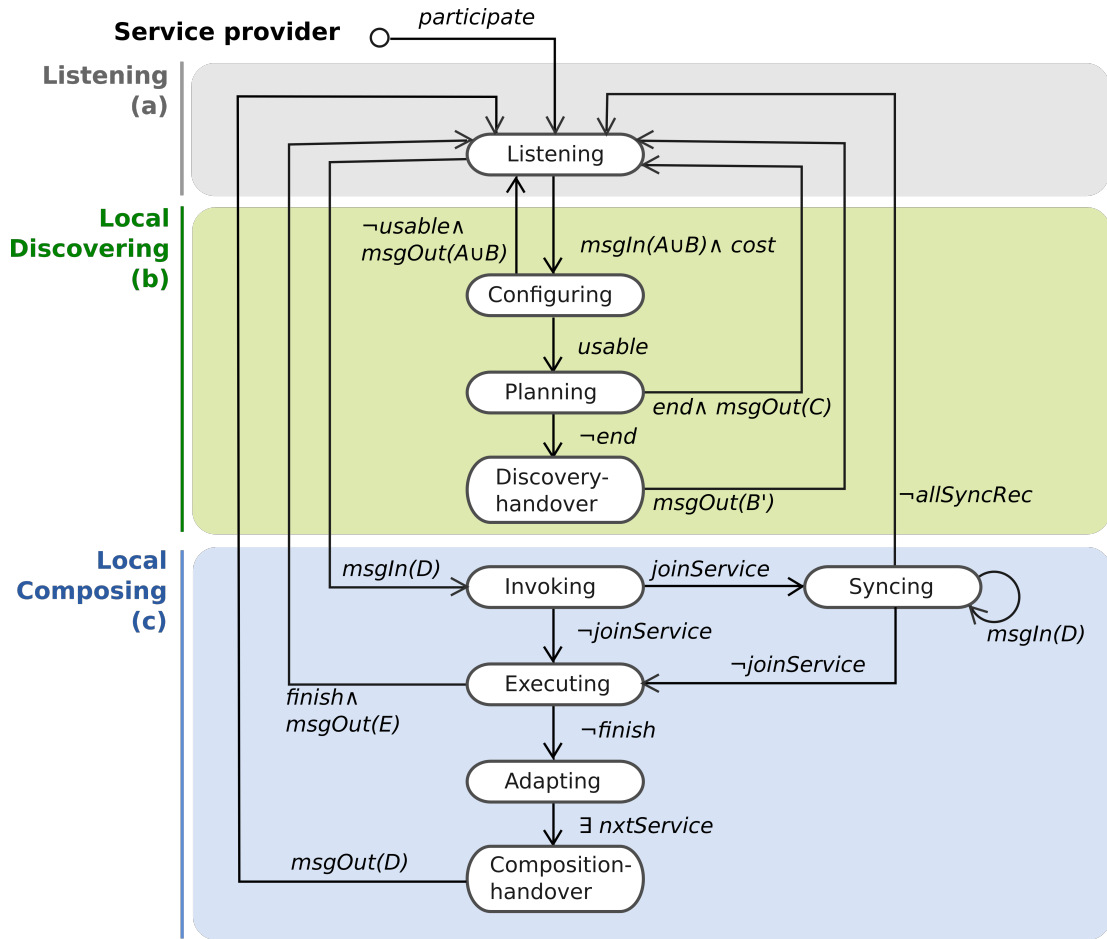 participate
Service provider
Listening
(a)
Listening
Local
Discovering
(b)
¬usable∧
msgOut(A∪B)
msgIn(A∪B)∧ cost
Configuring
usable
Planning
end∧ msgOut(C)
¬end
Discovery-
handover
msgOut(B')
¬allSyncRec
Local
Composing
(c)
msgIn(D)
Invoking
joinService
Syncing
msgIn(D)
¬joinService
¬joinService
Executing
finish∧
msgOut(E)
¬finish
Adapting
∃ nxtService
msgOut(D)
Composition-
handover